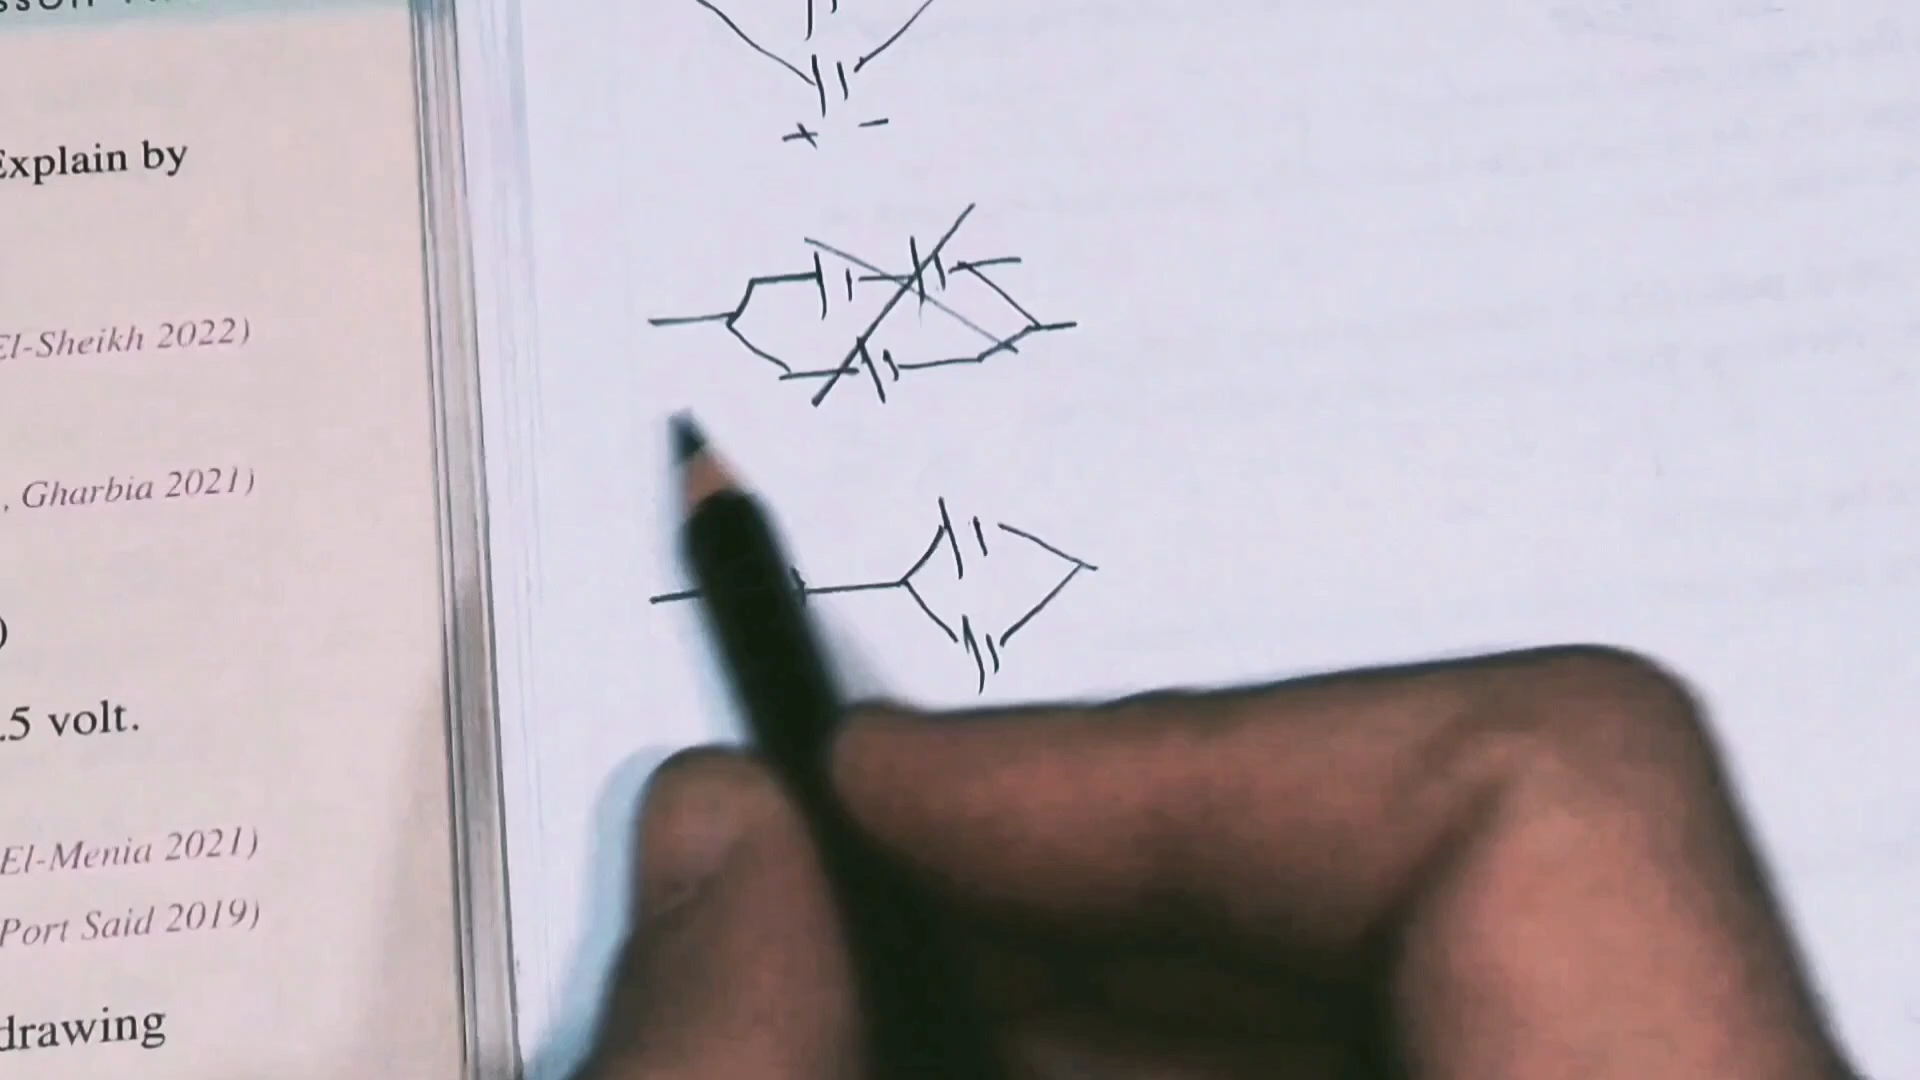 Explain by
El-Sheikh 2022)
, Gharbia 2021)
)
.5 volt.
El-Menia 2021)
Port Said 2019)
drawing
+ −